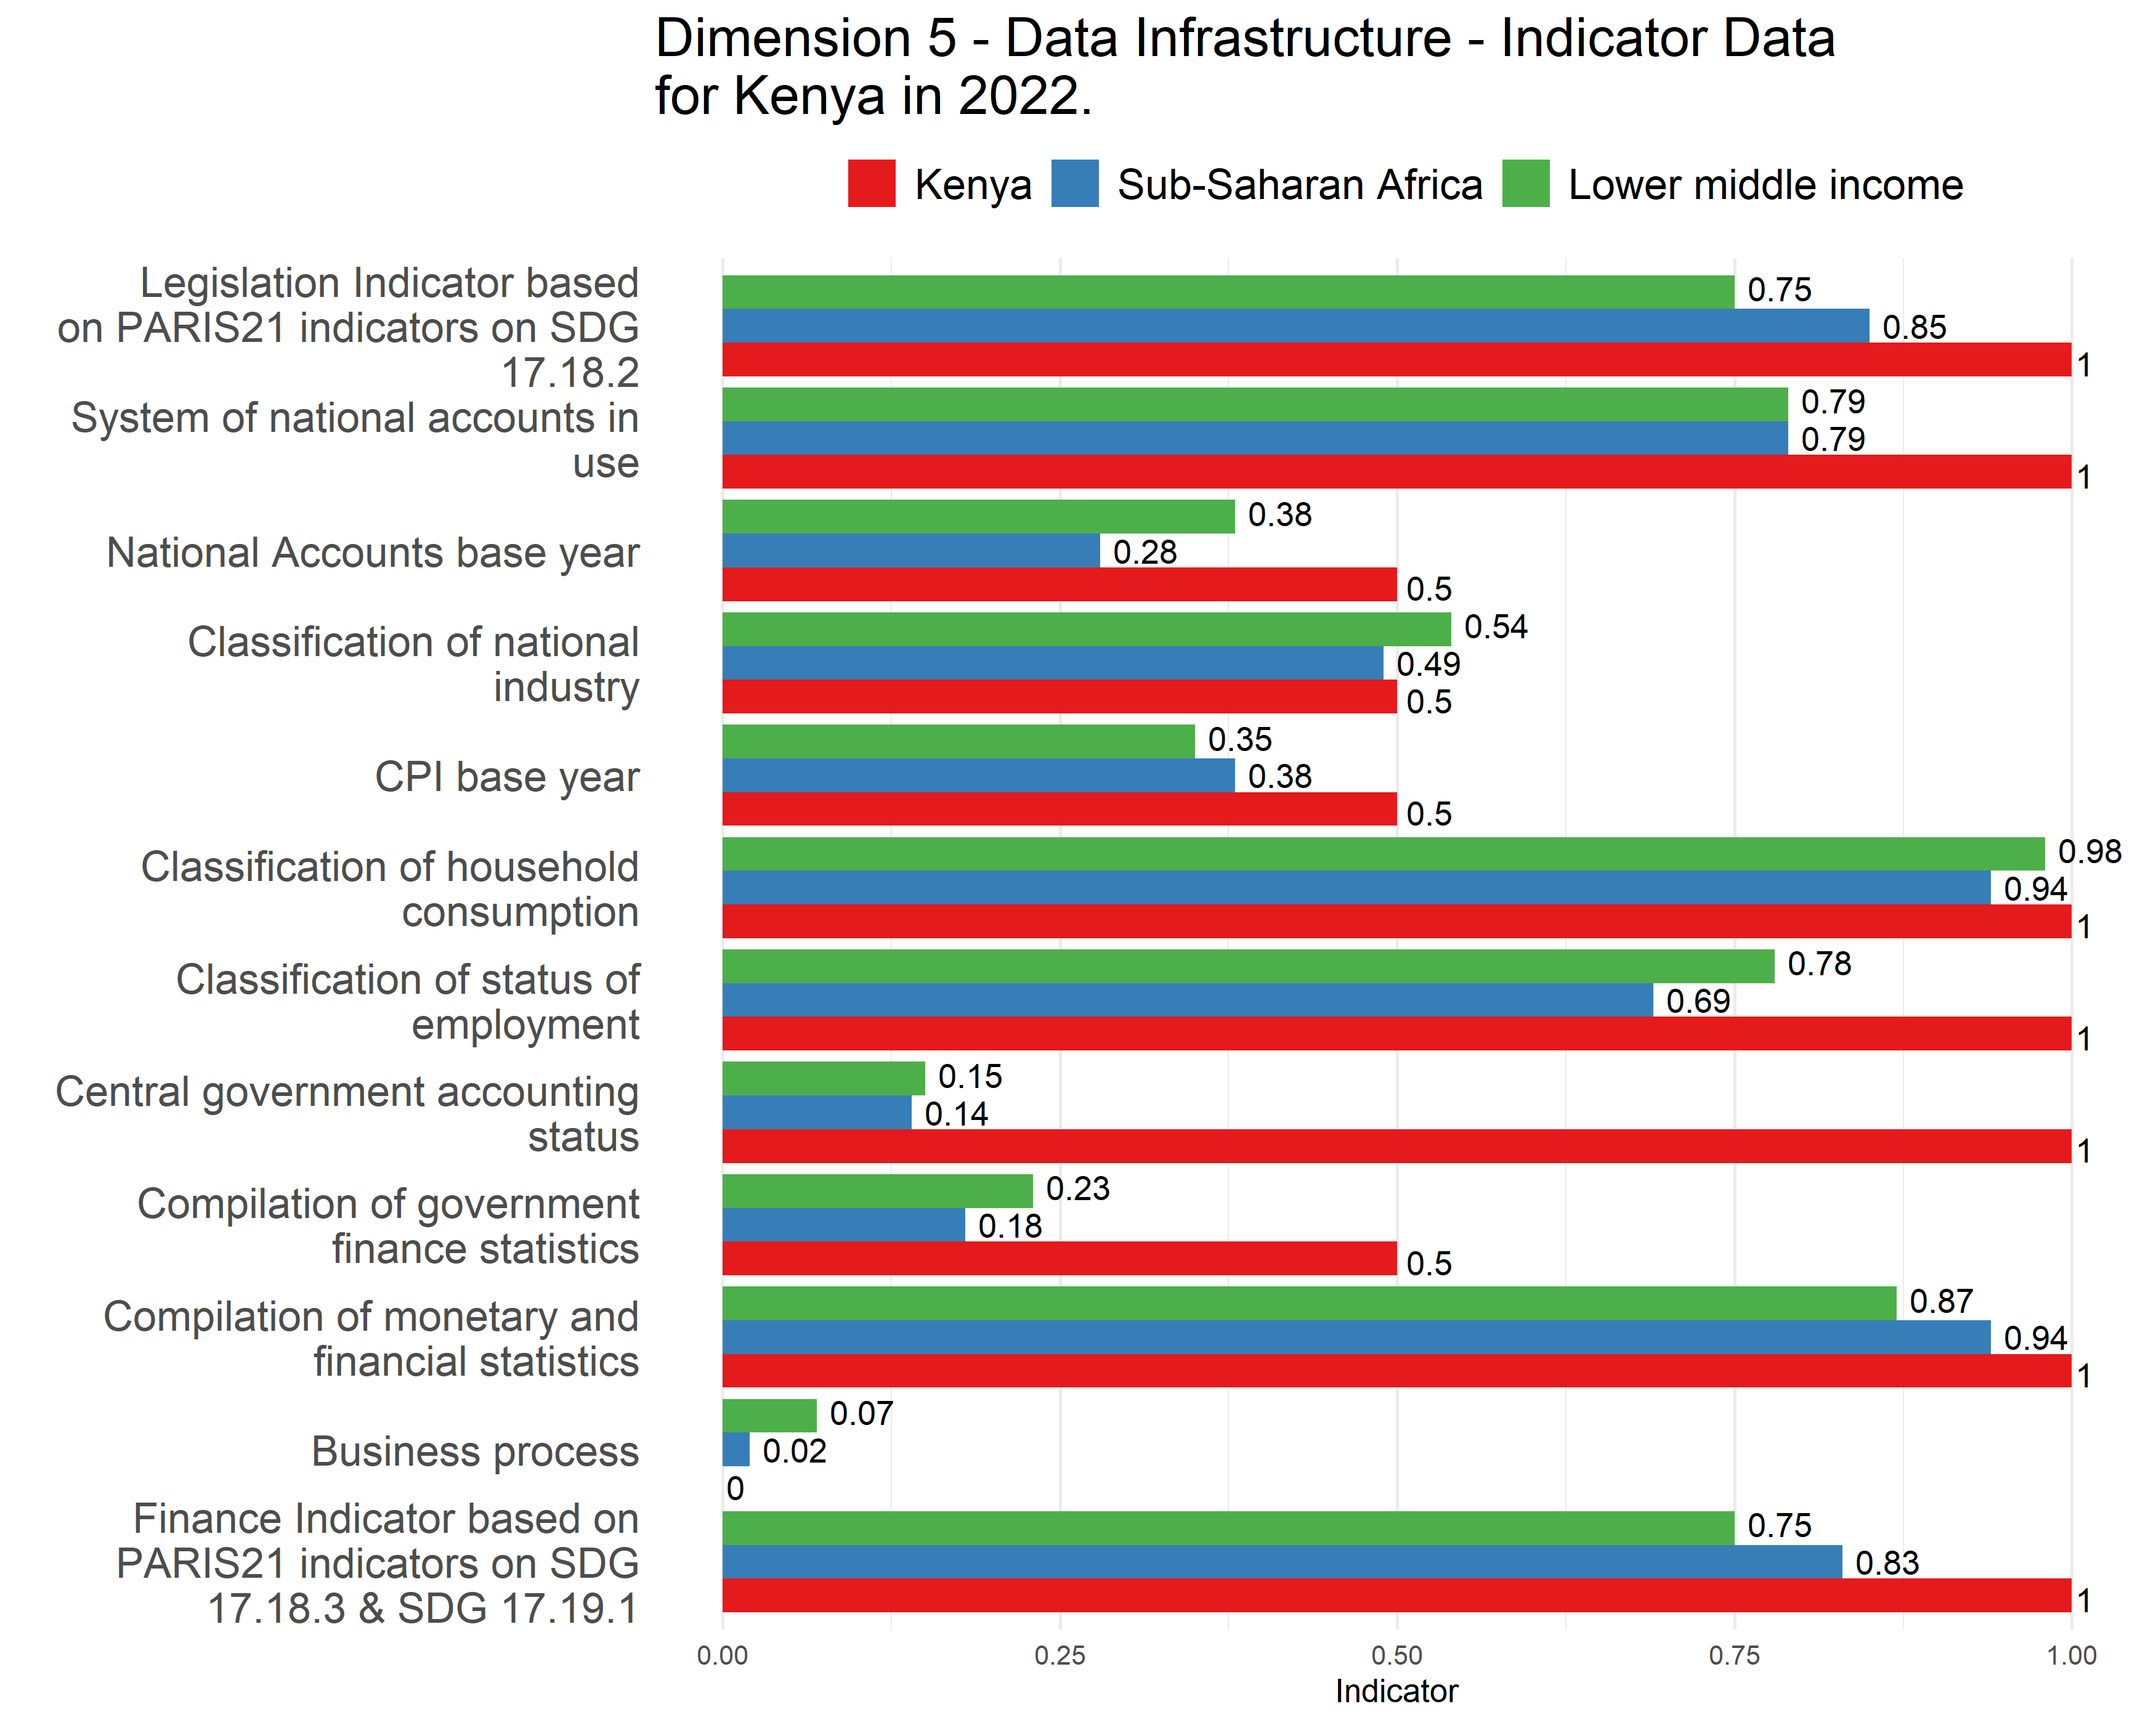 Dimension 5 - Data Infrastructure - Indicator Data
for Kenya in 2022.
Kenya
Sub-Saharan Africa
Lower middle income
Legislation Indicator based
on PARIS21 indicators on SDG
17.18.2
0.75
0.85
1
System of national accounts in
use
0.79
0.79
1
National Accounts base year
0.38
0.28
0.5
Classification of national
industry
0.54
0.49
0.5
CPI base year
0.35
0.38
0.5
Classification of household
consumption
0.98
0.94
1
Classification of status of
employment
0.78
0.69
1
Central government accounting
status
0.15
0.14
1
Compilation of government
finance statistics
0.23
0.18
0.5
Compilation of monetary and
financial statistics
0.87
0.94
1
Business process
0.07
0.02
0
Finance Indicator based on
PARIS21 indicators on SDG
17.18.3 & SDG 17.19.1
0.75
0.83
1
0.00
0.25
0.50
0.75
1.00
Indicator